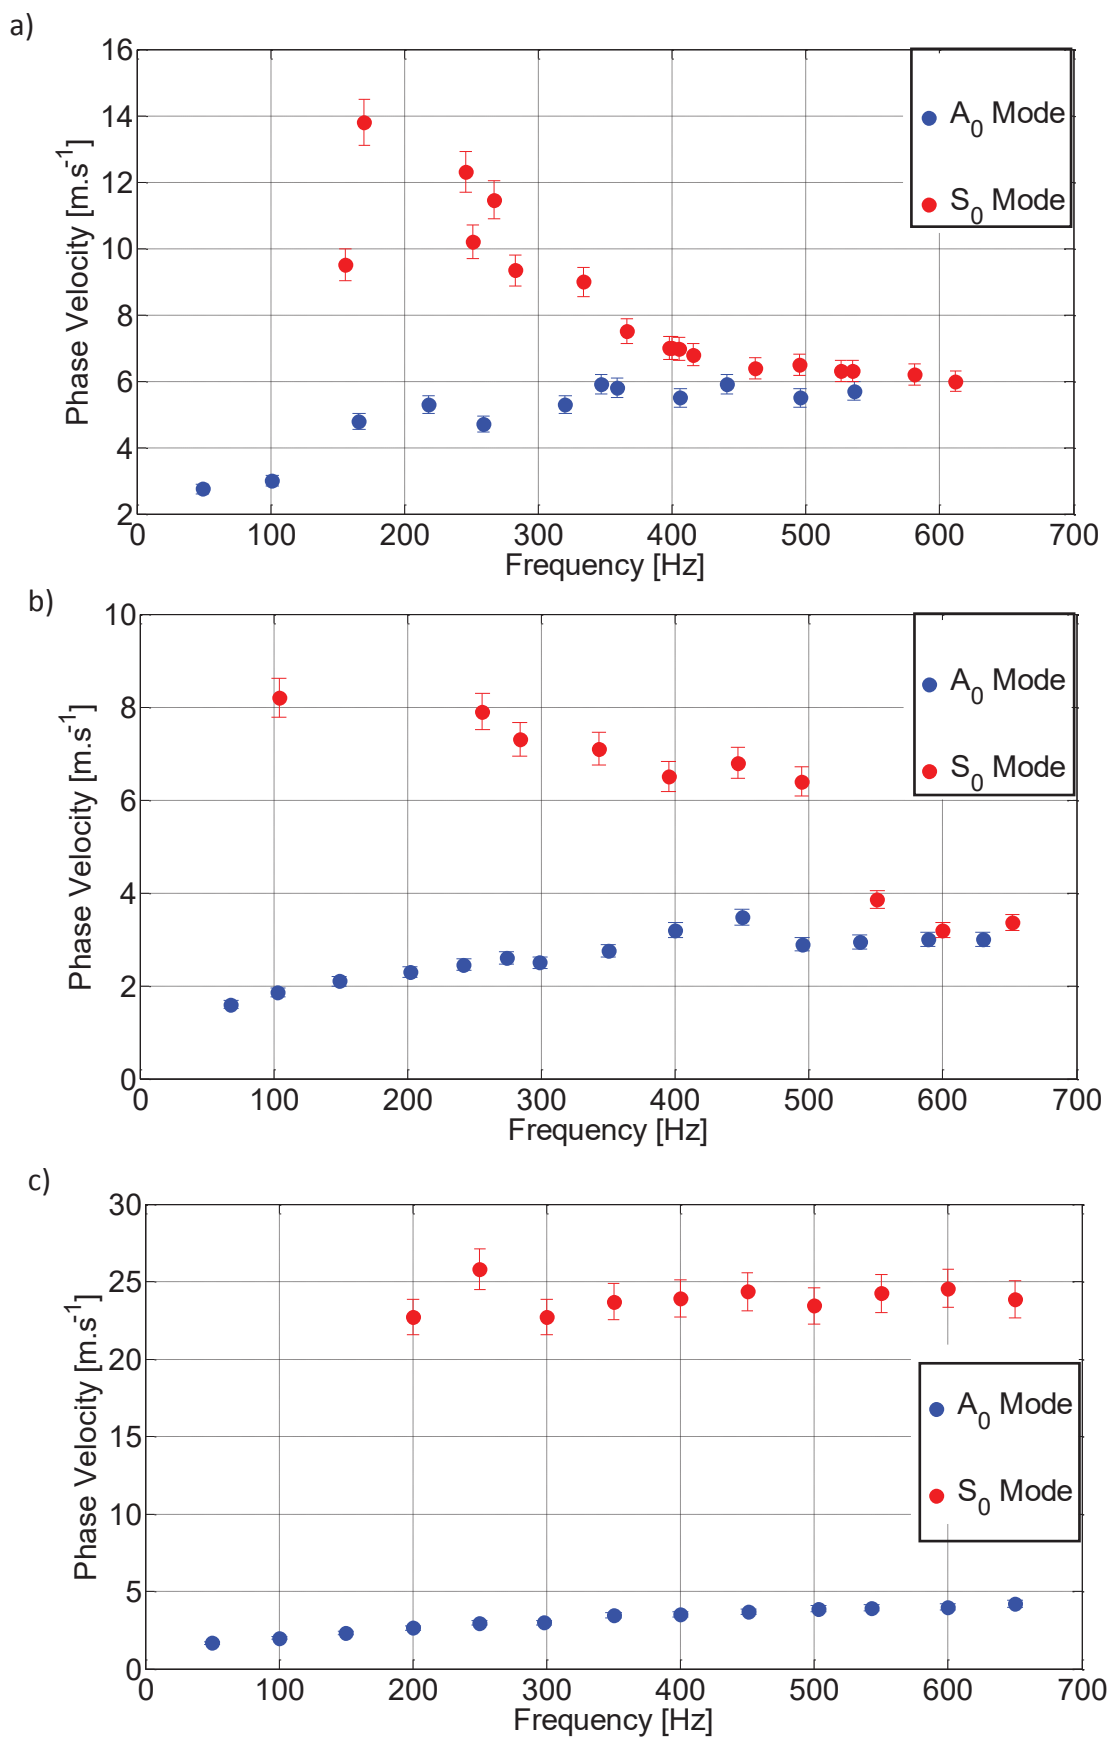 a)
16
14
12
10
8
6
4
2
Phase Velocity [m.s-1]
0 100 200 300 400 500 600 700
Frequency [Hz]
A0 Mode
S0 Mode
b)
10
8
6
4
2
0
Phase Velocity [m.s-1]
0 100 200 300 400 500 600 700
Frequency [Hz]
A0 Mode
S0 Mode
c)
30
25
20
15
10
5
0
Phase Velocity [m.s-1]
0 100 200 300 400 500 600 700
Frequency [Hz]
A0 Mode
S0 Mode